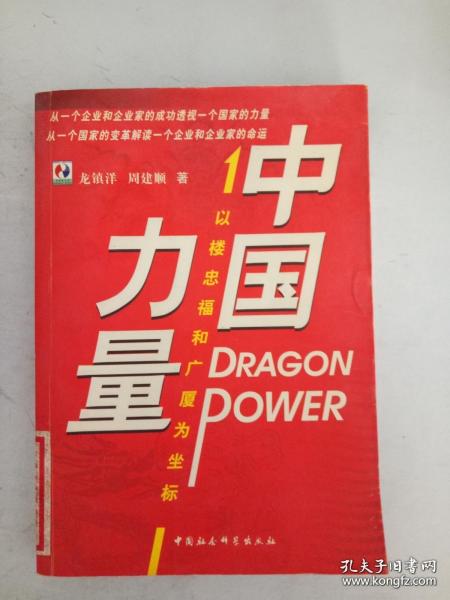 从一个企业和企业家的成功透视一个国家的力量
从一个国家的变革解读一个企业和企业家的命运
龙镇洋 周建顺 著
中国
力量
1
以楼忠福和广厦为坐标
DRAGON
POWER
中国社会科学出版社
孔夫子旧书网
www.kongfz.com